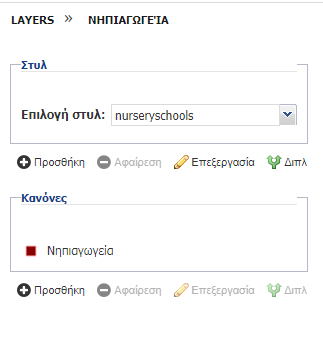 LAYERS » ΝΗΠΙΑΓΩΓΕΊΑ
Στυλ
Επιλογή στυλ: nurseryschools
Προσθήκη Αφαίρεση Επεξεργασία Διπλ
Κανόνες
Νηπιαγωγεία
Προσθήκη Αφαίρεση Επεξεργασία Διπλ